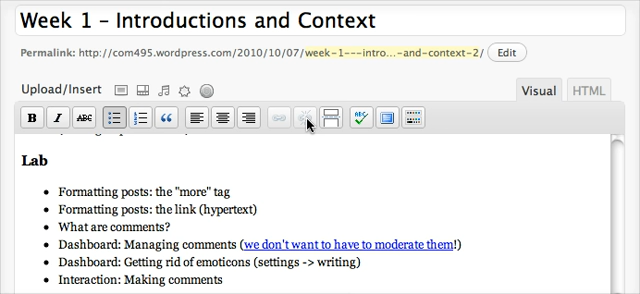 Week 1 – Introductions and Context
Permalink: http://com495.wordpress.com/2010/10/07/week-1---intro...-and-context-2/ Edit
Upload/Insert Visual HTML
B I ABC ABC
Lab
• Formatting posts: the "more" tag
• Formatting posts: the link (hypertext)
• What are comments?
• Dashboard: Managing comments (we don't want to have to moderate them!)
• Dashboard: Getting rid of emoticons (settings -> writing)
• Interaction: Making comments